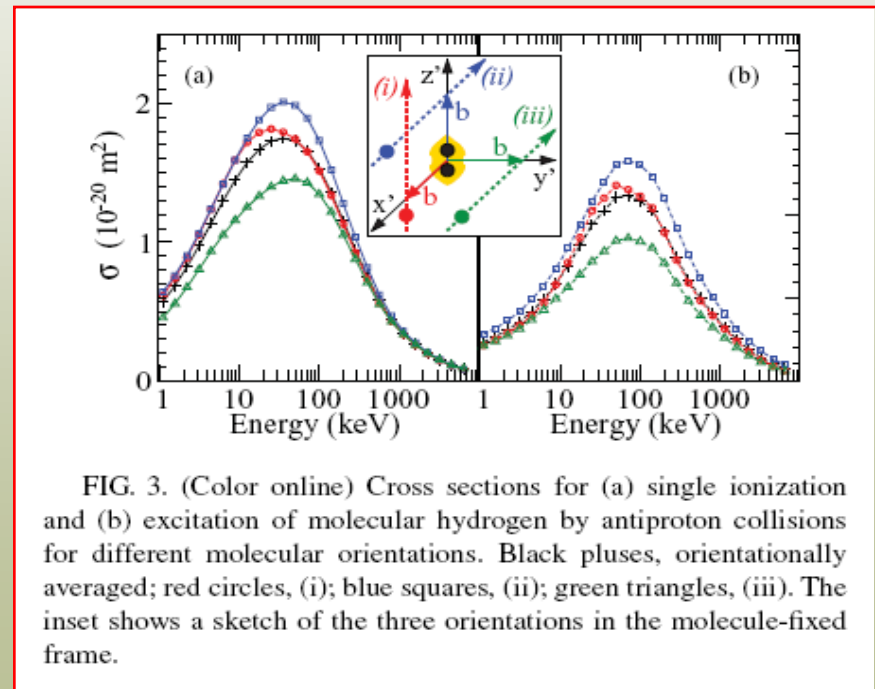 (a)
(b)
2
1
0
σ (10⁻²⁰ m²)
(i)
z'
(ii)
b
(iii)
b
y'
b
x'
1 10 100 1000
Energy (keV)
1 10 100 1000
Energy (keV)
FIG. 3. (Color online) Cross sections for (a) single ionization
and (b) excitation of molecular hydrogen by antiproton collisions
for different molecular orientations. Black pluses, orientationally
averaged; red circles, (i); blue squares, (ii); green triangles, (iii). The
inset shows a sketch of the three orientations in the molecule-fixed
frame.